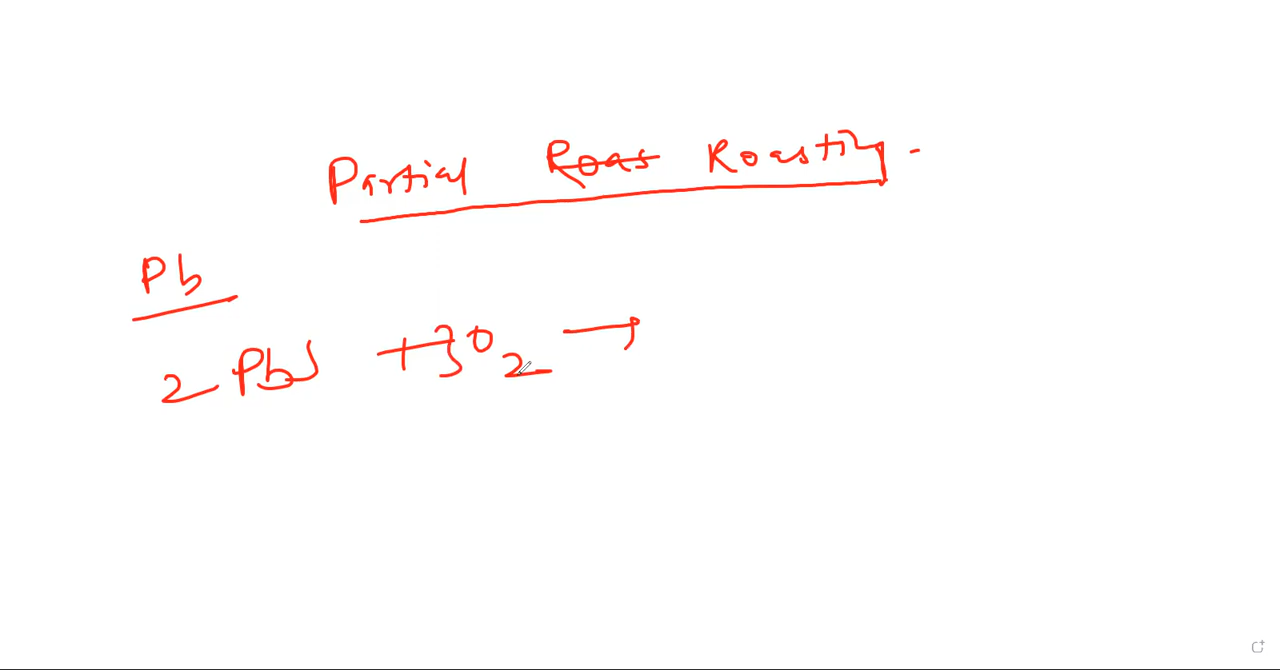 Partial Roas Roasting.
Pb
2 PbS + 3O2 →